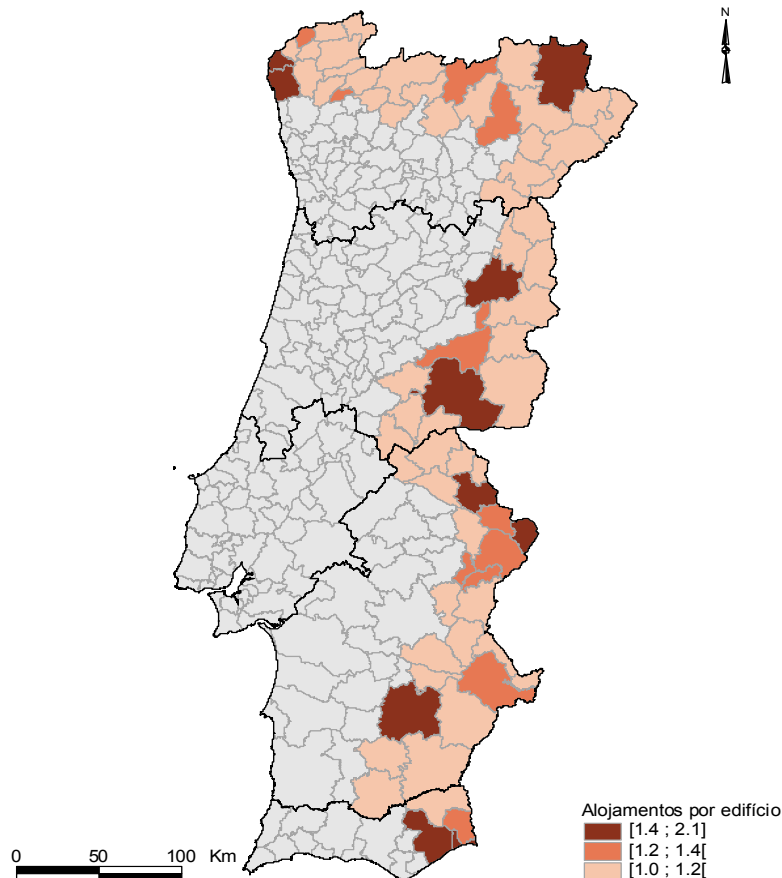 N
Alojamentos por edifício
[1.4 ; 2.1]
[1.2 ; 1.4[
[1.0 ; 1.2[
0 50 100 Km